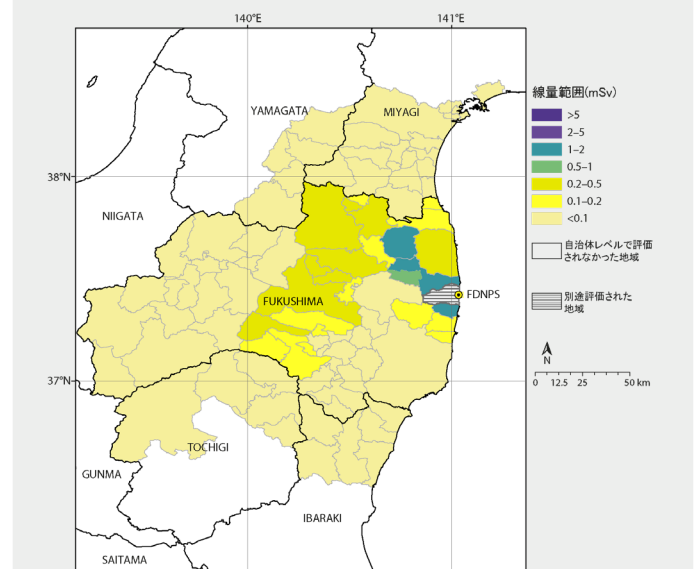 140°E
141°E
線量範囲(mSv)
>5
2–5
1–2
0.5–1
0.2–0.5
0.1–0.2
<0.1
自治体レベルで評価
されなかった地域
別途評価された
地域
N
0 12.5 25 50 km
YAMAGATA
MIYAGI
38°N
NIIGATA
FUKUSHIMA
FDNPS
37°N
TOCHIGI
GUNMA
IBARAKI
SAITAMA